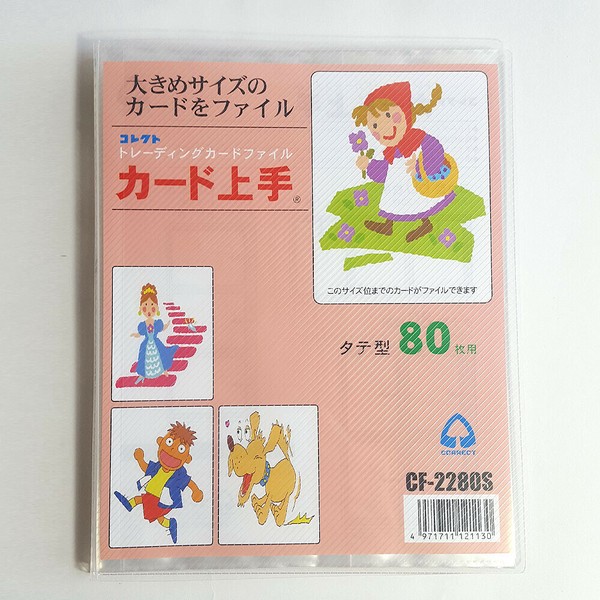 大きめサイズの
カードをファイル
コレクト
トレーディングカードファイル
カード上手®
このサイズ位までのカードがファイルできます
タテ型 80 枚用
CORRECT
CF-2280S
4 971711 121130